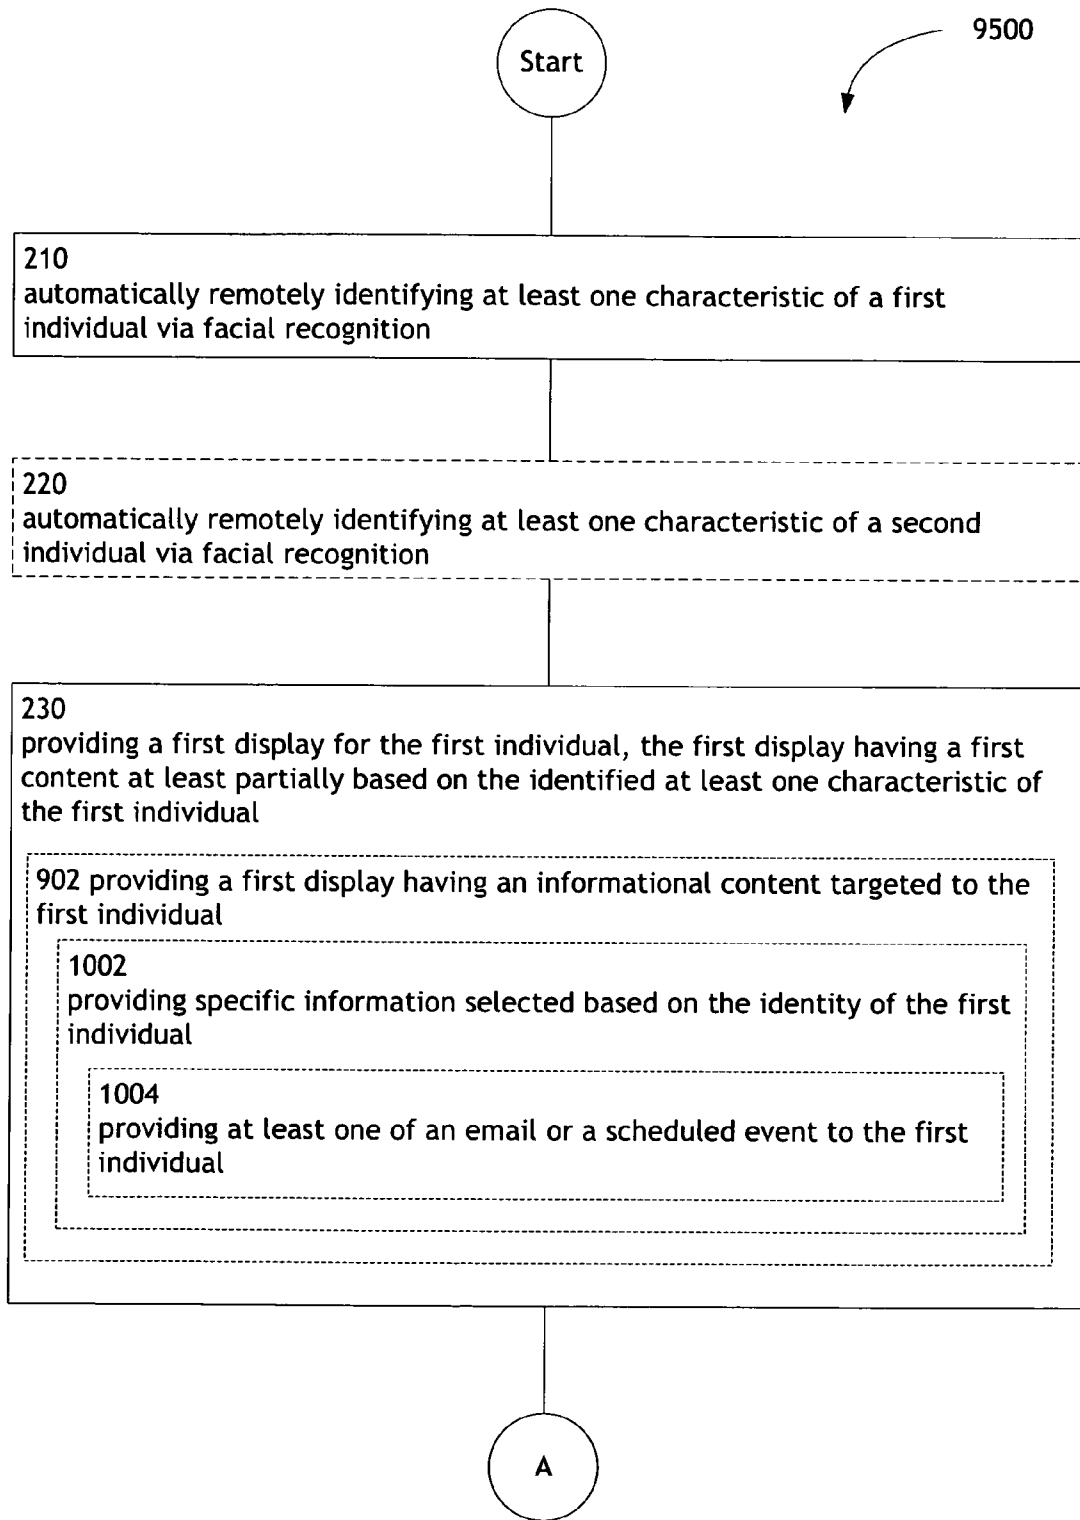 Start
9500
210
automatically remotely identifying at least one characteristic of a first
individual via facial recognition
220
automatically remotely identifying at least one characteristic of a second
individual via facial recognition
230
providing a first display for the first individual, the first display having a first
content at least partially based on the identified at least one characteristic of
the first individual
902 providing a first display having an informational content targeted to the
first individual
1002
providing specific information selected based on the identity of the first
individual
1004
providing at least one of an email or a scheduled event to the first
individual
A